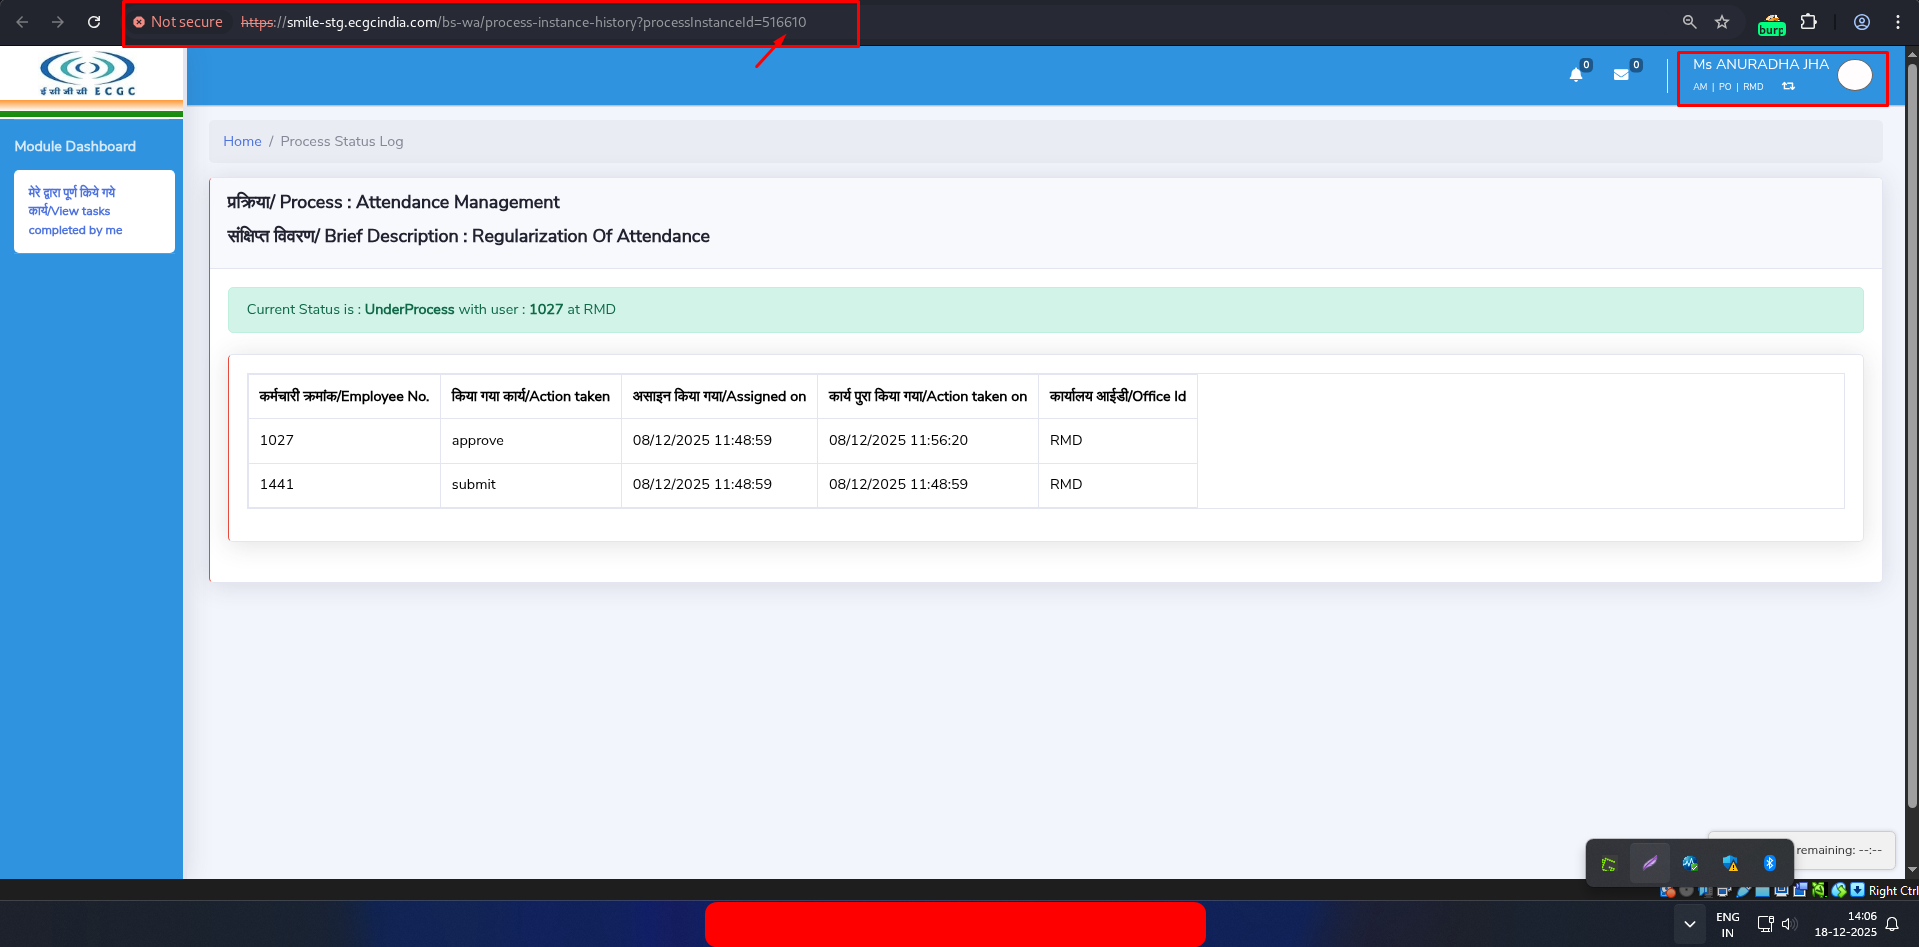 Not secure https://smile-stg.ecgcindia.com/bs-wa/process-instance-history?processInstanceId=516610
burp
ई सी जी सी E C G C
0
0
Ms ANURADHA JHA
AM | PO | RMD
Module Dashboard
मेरे द्वारा पूर्ण किये गये
कार्य/View tasks
completed by me
Home / Process Status Log
प्रक्रिया/ Process : Attendance Management
संक्षिप्त विवरण/ Brief Description : Regularization Of Attendance
Current Status is : UnderProcess with user : 1027 at RMD
कर्मचारी क्रमांक/Employee No. किया गया कार्य/Action taken असाइन किया गया/Assigned on कार्य पुरा किया गया/Action taken on कार्यालय आईडी/Office Id
1027 approve 08/12/2025 11:48:59 08/12/2025 11:56:20 RMD
1441 submit 08/12/2025 11:48:59 08/12/2025 11:48:59 RMD
remaining: --:--
Right Ctrl
ENG
IN
14:06
18-12-2025